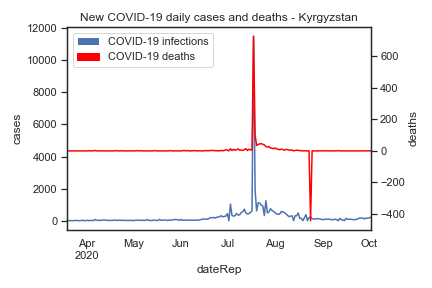 New COVID-19 daily cases and deaths - Kyrgyzstan
COVID-19 infections
COVID-19 deaths
12000
10000
8000
6000
4000
2000
0
cases
600
400
200
0
−200
−400
deaths
Apr
2020
May
Jun
Jul
Aug
Sep
Oct
dateRep